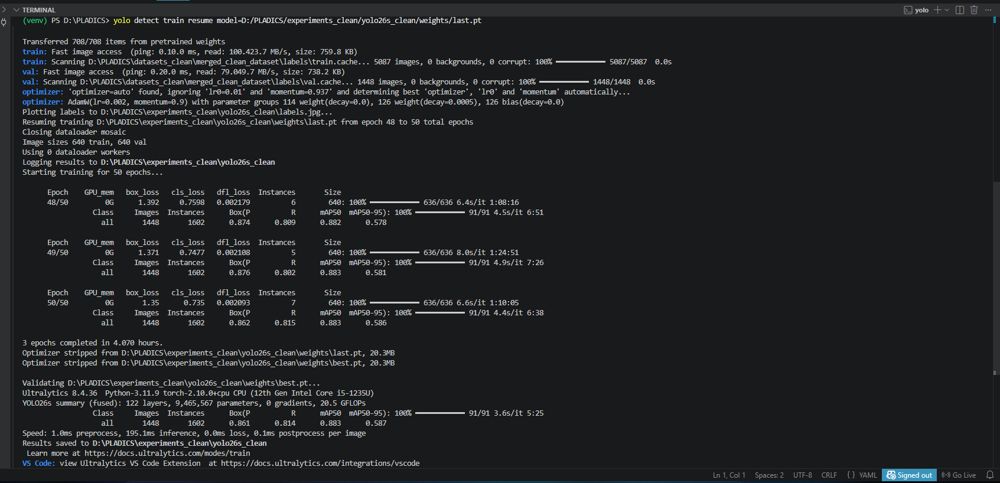 TERMINAL
yolo
(venv) PS D:\PLADICS> yolo detect train resume model=D:/PLADICS/experiments_clean/yolo26s_clean/weights/last.pt
Transferred 708/708 items from pretrained weights
train: Fast image access  (ping: 0.10.0 ms, read: 100.423.7 MB/s, size: 759.8 KB)
train: Scanning D:\PLADICS\datasets_clean\merged_clean_dataset\labels\train.cache... 5087 images, 0 backgrounds, 0 corrupt: 100% ━━━━━━━━━━━━ 5087/5087  0.0s
val: Fast image access  (ping: 0.20.0 ms, read: 79.049.7 MB/s, size: 738.2 KB)
val: Scanning D:\PLADICS\datasets_clean\merged_clean_dataset\labels\val.cache... 1448 images, 0 backgrounds, 0 corrupt: 100% ━━━━━━━━━━━━ 1448/1448  0.0s
optimizer: 'optimizer=auto' found, ignoring 'lr0=0.01' and 'momentum=0.937' and determining best 'optimizer', 'lr0' and 'momentum' automatically...
optimizer: AdamW(lr=0.002, momentum=0.9) with parameter groups 114 weight(decay=0.0), 126 weight(decay=0.0005), 126 bias(decay=0.0)
Plotting labels to D:\PLADICS\experiments_clean\yolo26s_clean\labels.jpg...
Resuming training D:\PLADICS\experiments_clean\yolo26s_clean\weights\last.pt from epoch 48 to 50 total epochs
Closing dataloader mosaic
Image sizes 640 train, 640 val
Using 0 dataloader workers
Logging results to D:\PLADICS\experiments_clean\yolo26s_clean
Starting training for 50 epochs...
Epoch    GPU_mem   box_loss   cls_loss   dfl_loss  Instances       Size
48/50         0G      1.392     0.7598   0.002179          6        640: 100% ━━━━━━━━━━━━ 636/636 6.4s/it 1:08:16
Class     Images  Instances      Box(P          R      mAP50  mAP50-95): 100% ━━━━━━━━━━━━ 91/91 4.5s/it 6:51
all       1448       1602      0.874      0.809      0.882      0.578
Epoch    GPU_mem   box_loss   cls_loss   dfl_loss  Instances       Size
49/50         0G      1.371     0.7477   0.002108          5        640: 100% ━━━━━━━━━━━━ 636/636 8.0s/it 1:24:51
Class     Images  Instances      Box(P          R      mAP50  mAP50-95): 100% ━━━━━━━━━━━━ 91/91 4.9s/it 7:26
all       1448       1602      0.876      0.802      0.883      0.581
Epoch    GPU_mem   box_loss   cls_loss   dfl_loss  Instances       Size
50/50         0G       1.35      0.735   0.002093          7        640: 100% ━━━━━━━━━━━━ 636/636 6.6s/it 1:10:05
Class     Images  Instances      Box(P          R      mAP50  mAP50-95): 100% ━━━━━━━━━━━━ 91/91 4.4s/it 6:38
all       1448       1602      0.862      0.815      0.883      0.586
3 epochs completed in 4.070 hours.
Optimizer stripped from D:\PLADICS\experiments_clean\yolo26s_clean\weights\last.pt, 20.3MB
Optimizer stripped from D:\PLADICS\experiments_clean\yolo26s_clean\weights\best.pt, 20.3MB
Validating D:\PLADICS\experiments_clean\yolo26s_clean\weights\best.pt...
Ultralytics 8.4.36  Python-3.11.9 torch-2.10.0+cpu CPU (12th Gen Intel Core i5-1235U)
YOLO26s summary (fused): 122 layers, 9,465,567 parameters, 0 gradients, 20.5 GFLOPs
Class     Images  Instances      Box(P          R      mAP50  mAP50-95): 100% ━━━━━━━━━━━━ 91/91 3.6s/it 5:25
all       1448       1602      0.861      0.814      0.883      0.587
Speed: 1.0ms preprocess, 195.1ms inference, 0.0ms loss, 0.1ms postprocess per image
Results saved to D:\PLADICS\experiments_clean\yolo26s_clean
Learn more at https://docs.ultralytics.com/modes/train
VS Code: view Ultralytics VS Code Extension  at https://docs.ultralytics.com/integrations/vscode
Ln 1, Col 1  Spaces: 2  UTF-8  CRLF  { } YAML  Signed out  Go Live